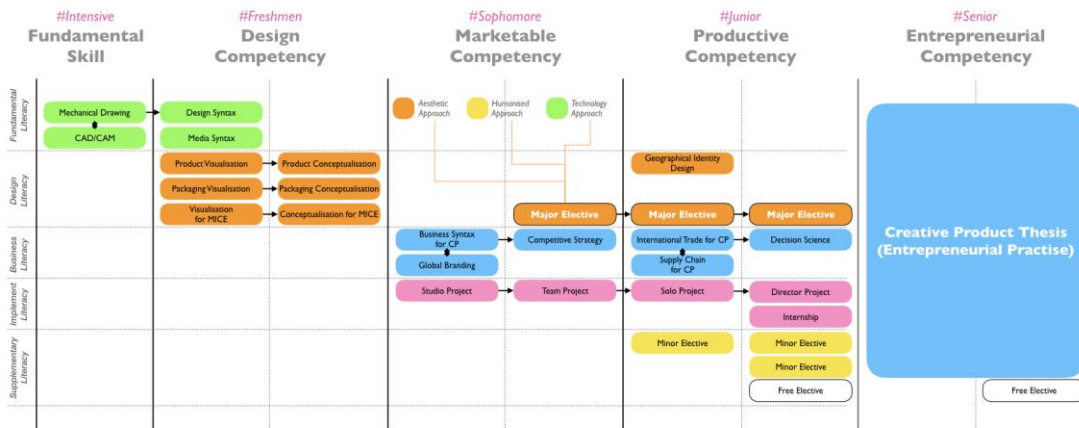 #Intensive
Fundamental
Skill
#Freshmen
Design
Competency
#Sophomore
Marketable
Competency
#Junior
Productive
Competency
#Senior
Entrepreneurial
Competency
Fundamental
Literacy
Mechanical Drawing
CAD/CAM
Design Syntax
Media Syntax
Aesthetic
Approach
Humanised
Approach
Technology
Approach
Design
Literacy
Product Visualisation
Product Conceptualisation
Packaging Visualisation
Packaging Conceptualisation
Visualisation
for MICE
Conceptualisation for MICE
Geographical Identity
Design
Major Elective
Major Elective
Major Elective
Business
Literacy
Business Syntax
for CP
Competitive Strategy
Global Branding
International Trade for CP
Decision Science
Supply Chain
for CP
Implement
Literacy
Studio Project
Team Project
Solo Project
Director Project
Internship
Supplementary
Literacy
Minor Elective
Minor Elective
Minor Elective
Free Elective
Creative Product Thesis
(Entrepreneurial Practise)
Free Elective